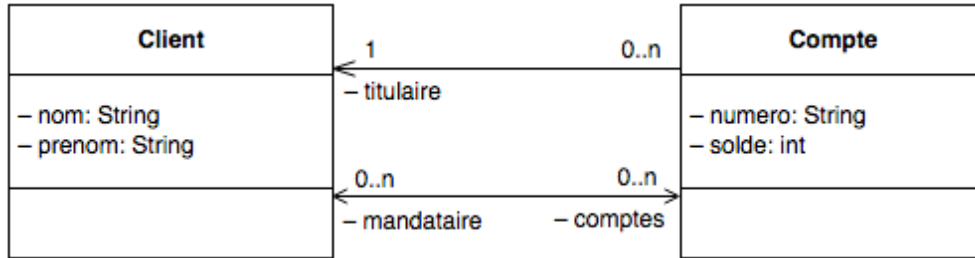 Client
– nom: String
– prenom: String
1
0..n
– titulaire
0..n
0..n
– mandataire
– comptes
Compte
– numero: String
– solde: int